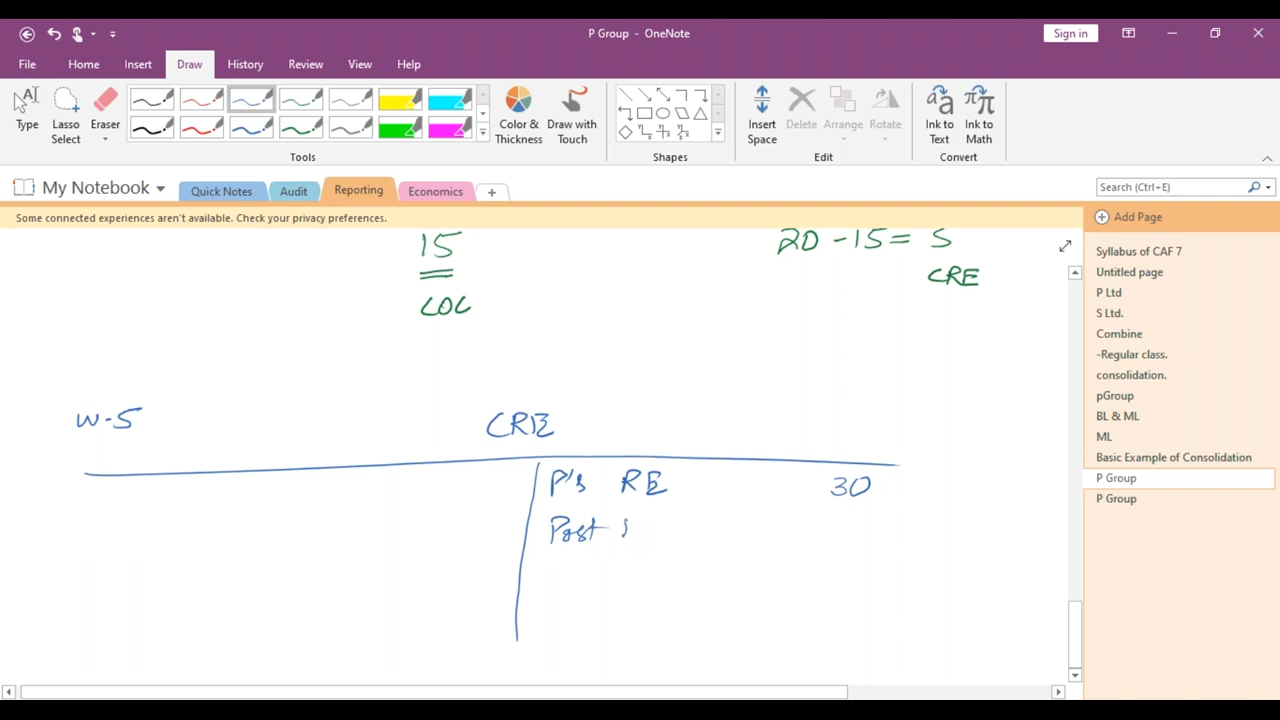 P Group - OneNote
Sign in
File Home Insert Draw History Review View Help
Type
Lasso Select
Eraser
Color & Thickness
Draw with Touch
Insert Space
Delete
Arrange
Rotate
Ink to Text
Ink to Math
Tools
Shapes
Edit
Convert
My Notebook
Quick Notes
Audit
Reporting
Economics
Search (Ctrl+E)
Some connected experiences aren't available. Check your privacy preferences.
Add Page
Syllabus of CAF 7
Untitled page
P Ltd
S Ltd.
Combine
-Regular class.
consolidation.
pGroup
BL & ML
ML
Basic Example of Consolidation
P Group
P Group
15
20 - 15 = 5
CRE
W-5
CRE
P's RE 30
Post